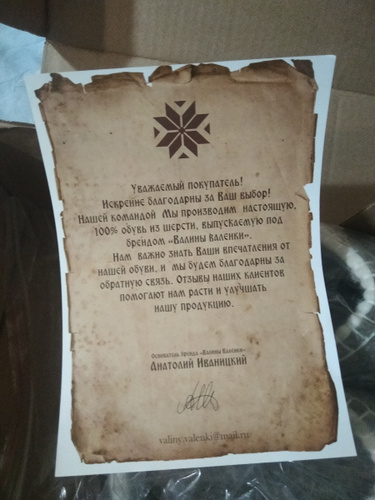 Уважаемый покупатель!
Искренне благодарны за Ваш выбор!
Нашей командой Мы производим настоящую,
100% обувь из шерсти, выпускаемую под
брендом «Валины валенки».
Нам важно знать Ваши впечатления от
нашей обуви, и мы будем благодарны за
обратную связь. Отзывы наших клиентов
помогают нам расти и улучшать
нашу продукцию.
Основатель бренда «Валины Валенки»
Анатолий Иваницкий
valiny.valenki@mail.ru